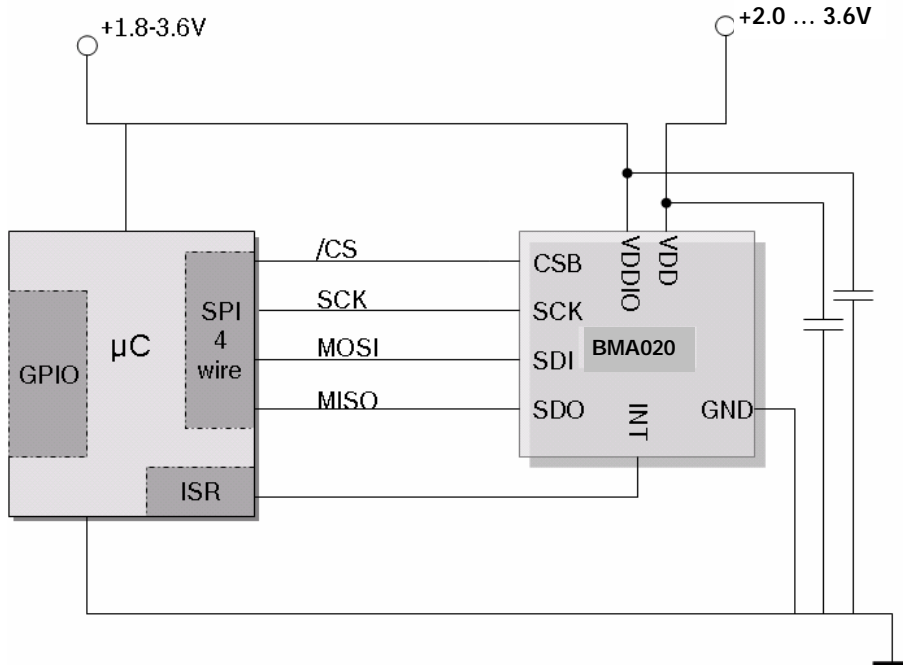 +1.8-3.6V
+2.0 … 3.6V
/CS
SCK
MOSI
MISO
SPI
4
wire
µC
GPIO
ISR
VDDIO
VDD
CSB
SCK
SDI
SDO
BMA020
INT
GND